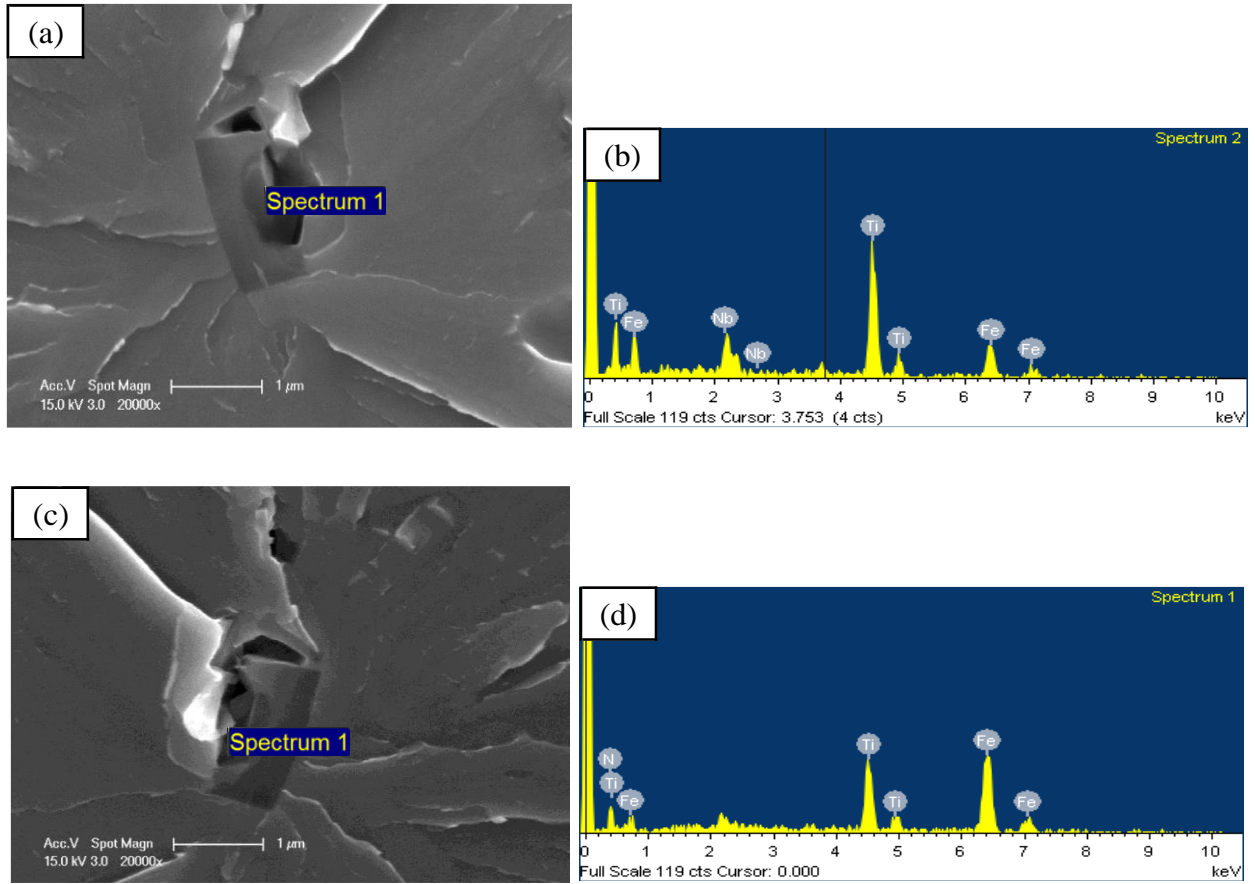 (a)
Spectrum 1
Acc.V Spot Magn
15.0 kV 3.0 20000x
1 µm
(b)
Spectrum 2
Ti
Ti
Fe
Nb
Nb
Ti
Fe
Fe
0 1 2 3 4 5 6 7 8 9 10
Full Scale 119 cts Cursor: 3.753 (4 cts)
keV
(c)
Spectrum 1
Acc.V Spot Magn
15.0 kV 3.0 20000x
1 µm
(d)
Spectrum 1
Ti
Fe
N
Ti
Fe
Ti
Fe
0 1 2 3 4 5 6 7 8 9 10
Full Scale 119 cts Cursor: 0.000
keV